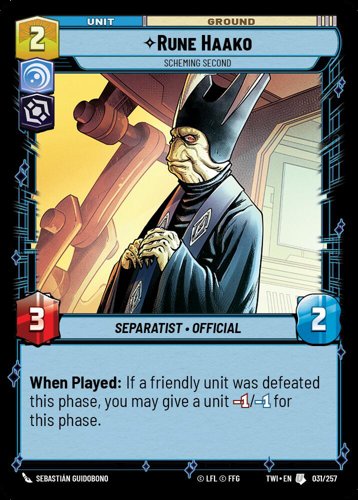 UNIT
GROUND
2
✧RUNE HAAKO
SCHEMING SECOND
3
2
SEPARATIST • OFFICIAL
When Played: If a friendly unit was defeated
this phase, you may give a unit -1/-1 for
this phase.
SEBASTIÁN GUIDOBONO
© LFL © FFG
TWI • EN
031/257